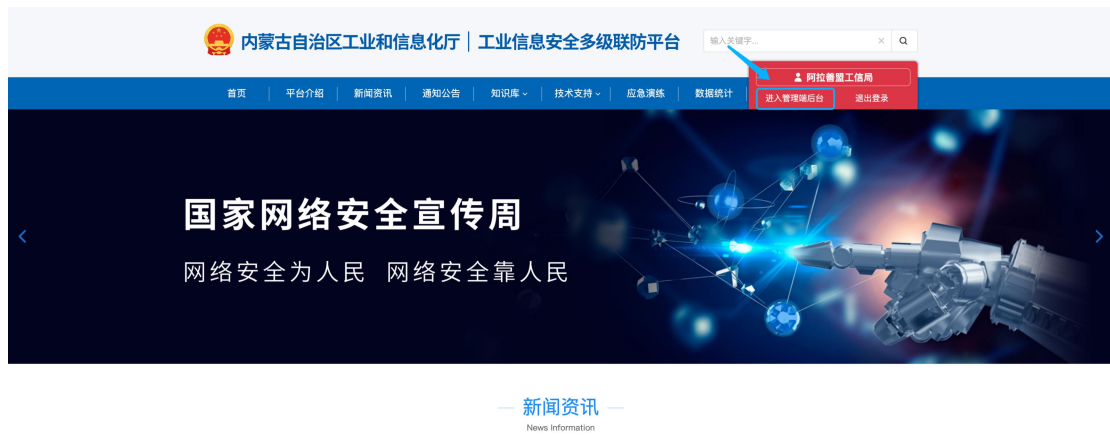 内蒙古自治区工业和信息化厅 | 工业信息安全多级联防平台
输入关键字...
阿拉善盟工信局
首页 平台介绍 新闻资讯 通知公告 知识库 技术支持 应急演练 数据统计
进入管理端后台 退出登录
国家网络安全宣传周
网络安全为人民 网络安全靠人民
新闻资讯
News Information